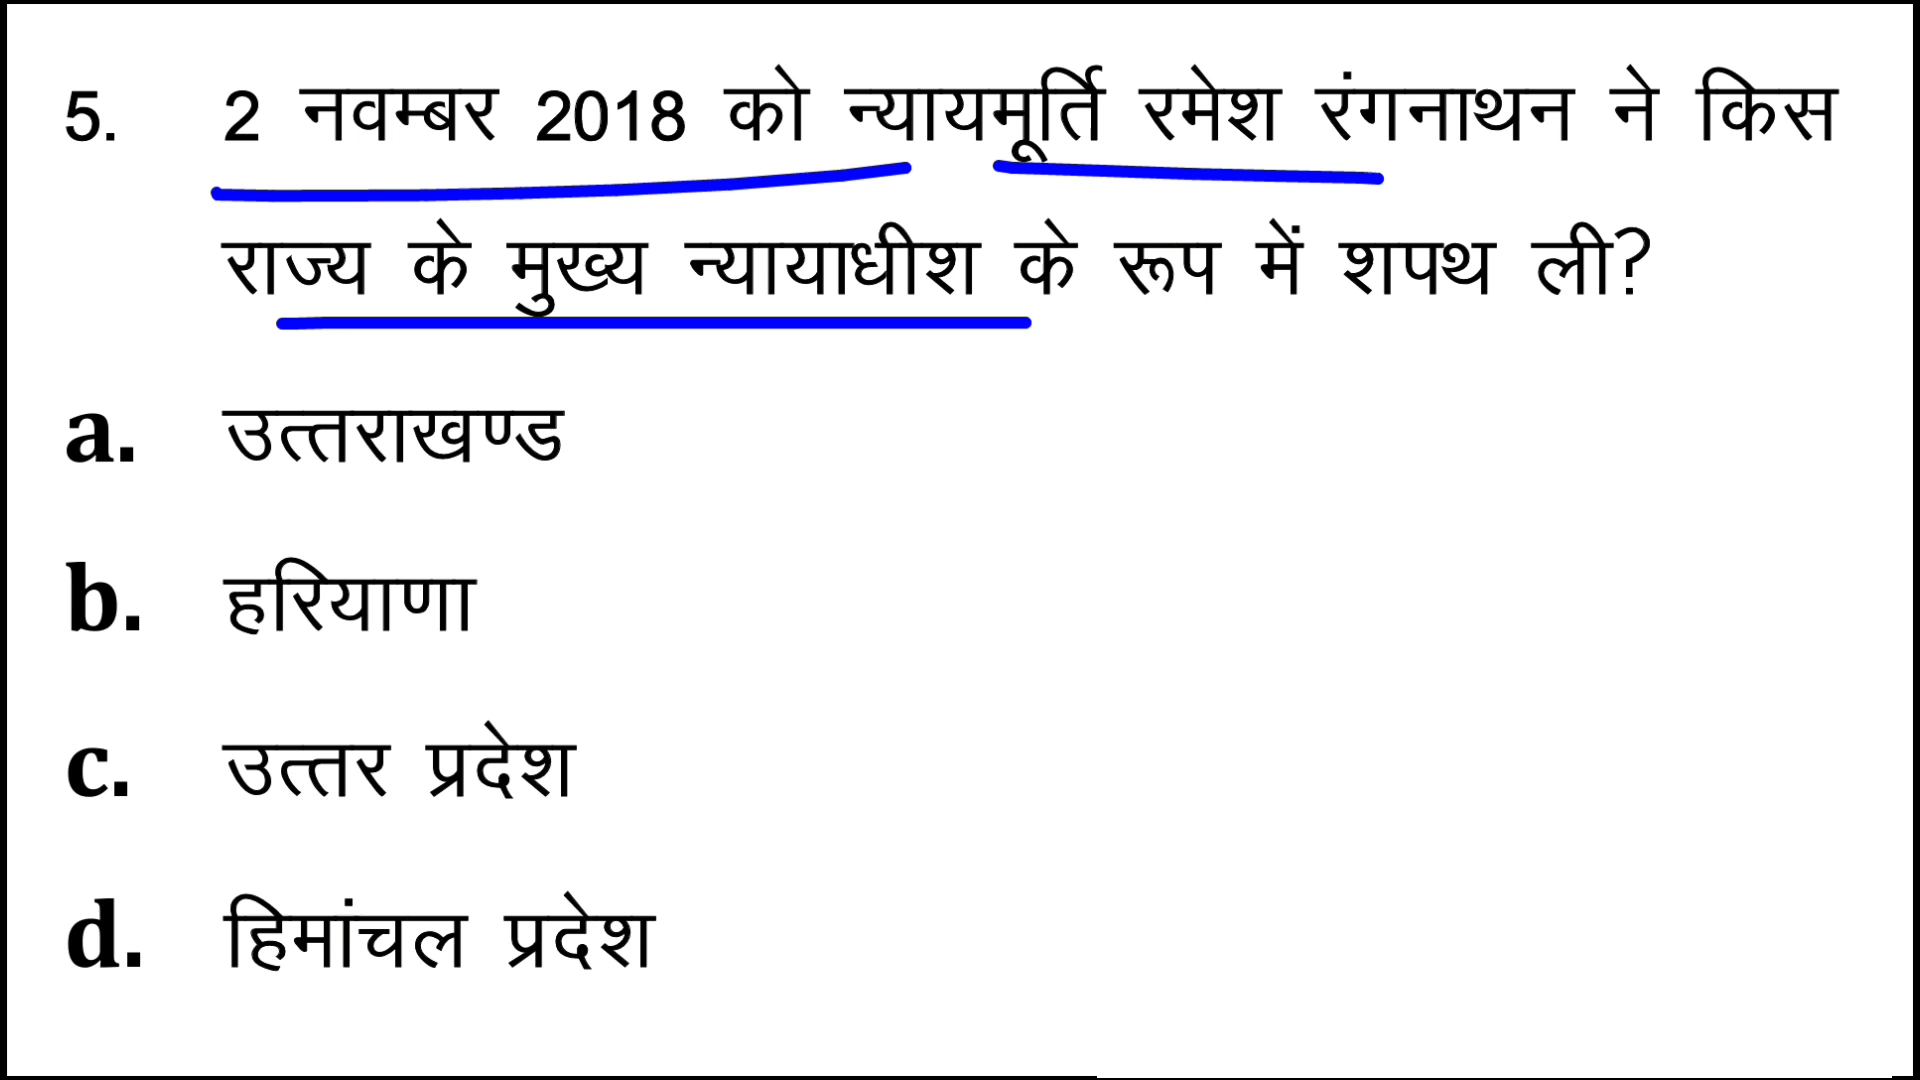 5. 2 नवम्बर 2018 को न्यायमूर्ति रमेश रंगनाथन ने किस
राज्य के मुख्य न्यायाधीश के रूप में शपथ ली?
a. उत्तराखण्ड
b. हरियाणा
c. उत्तर प्रदेश
d. हिमांचल प्रदेश